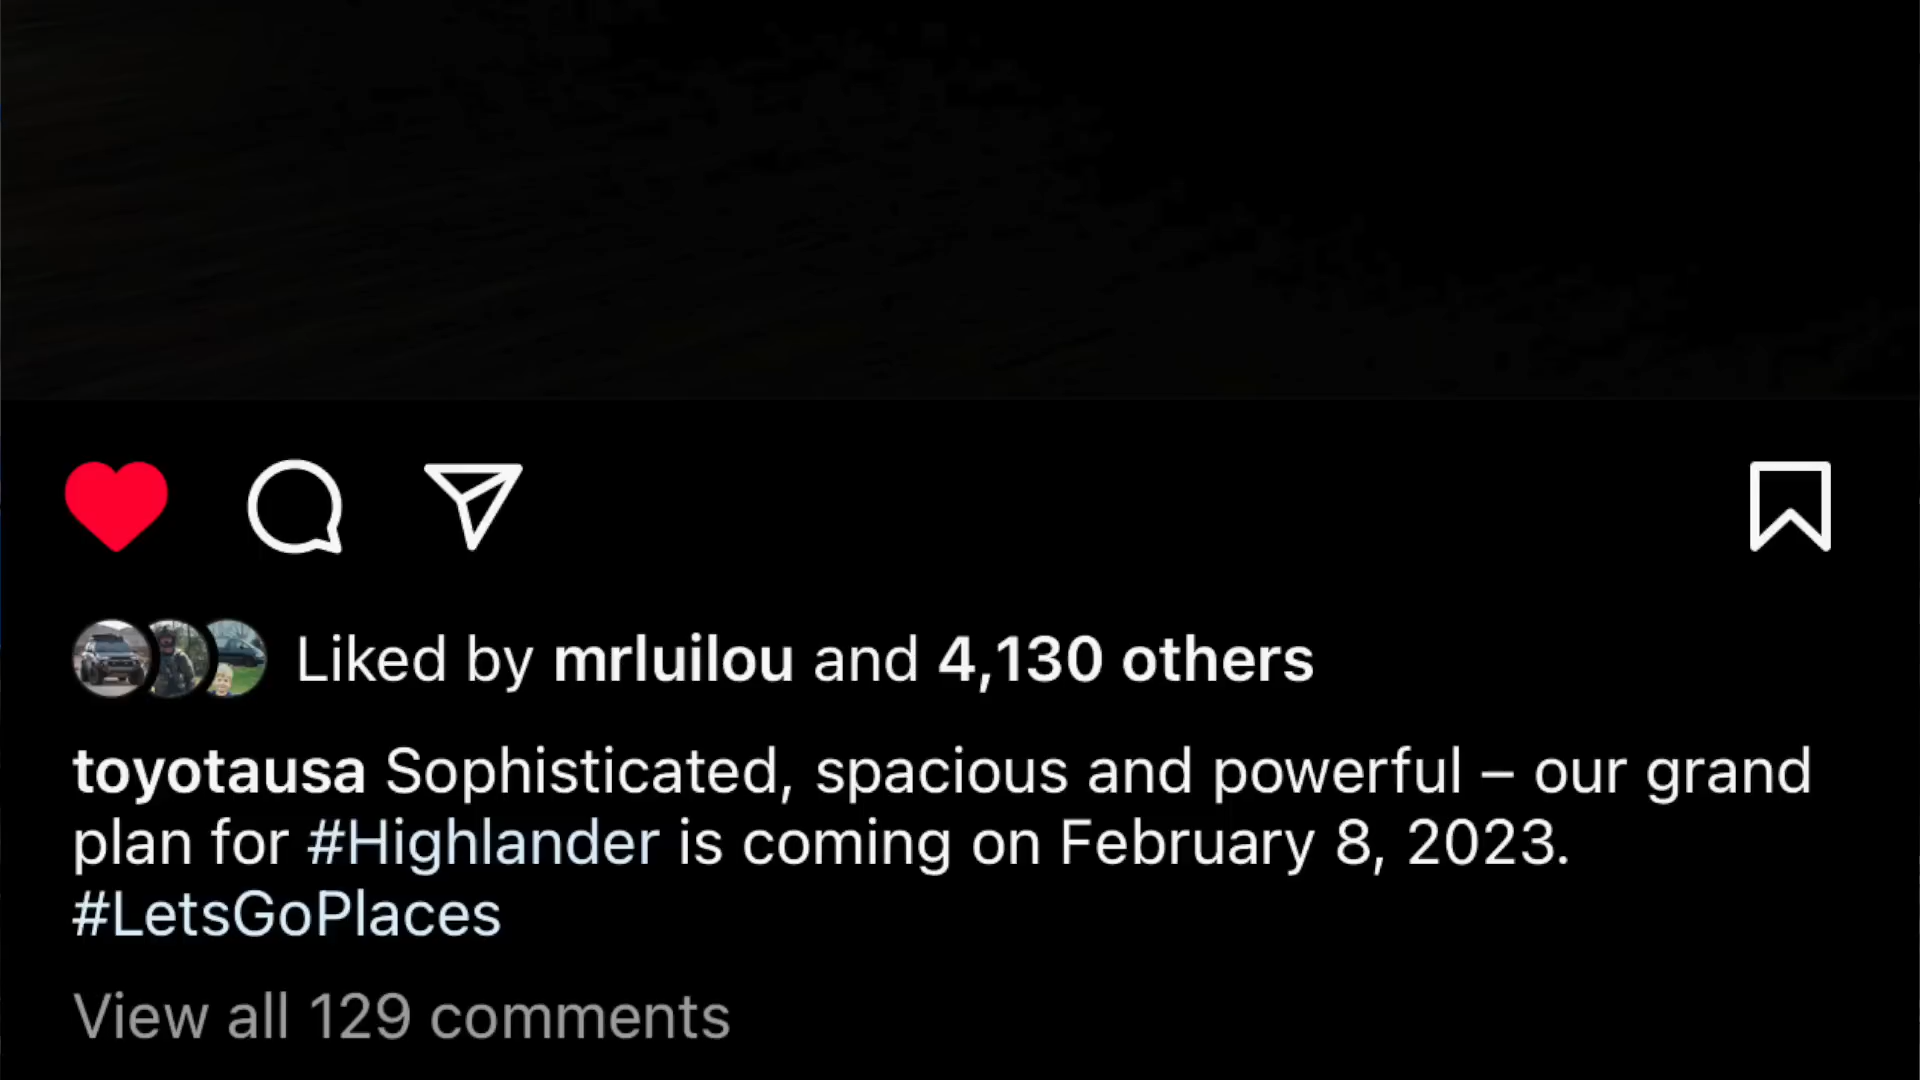 Liked by mrluilou and 4,130 others
toyotausa Sophisticated, spacious and powerful – our grand
plan for #Highlander is coming on February 8, 2023.
#LetsGoPlaces
View all 129 comments